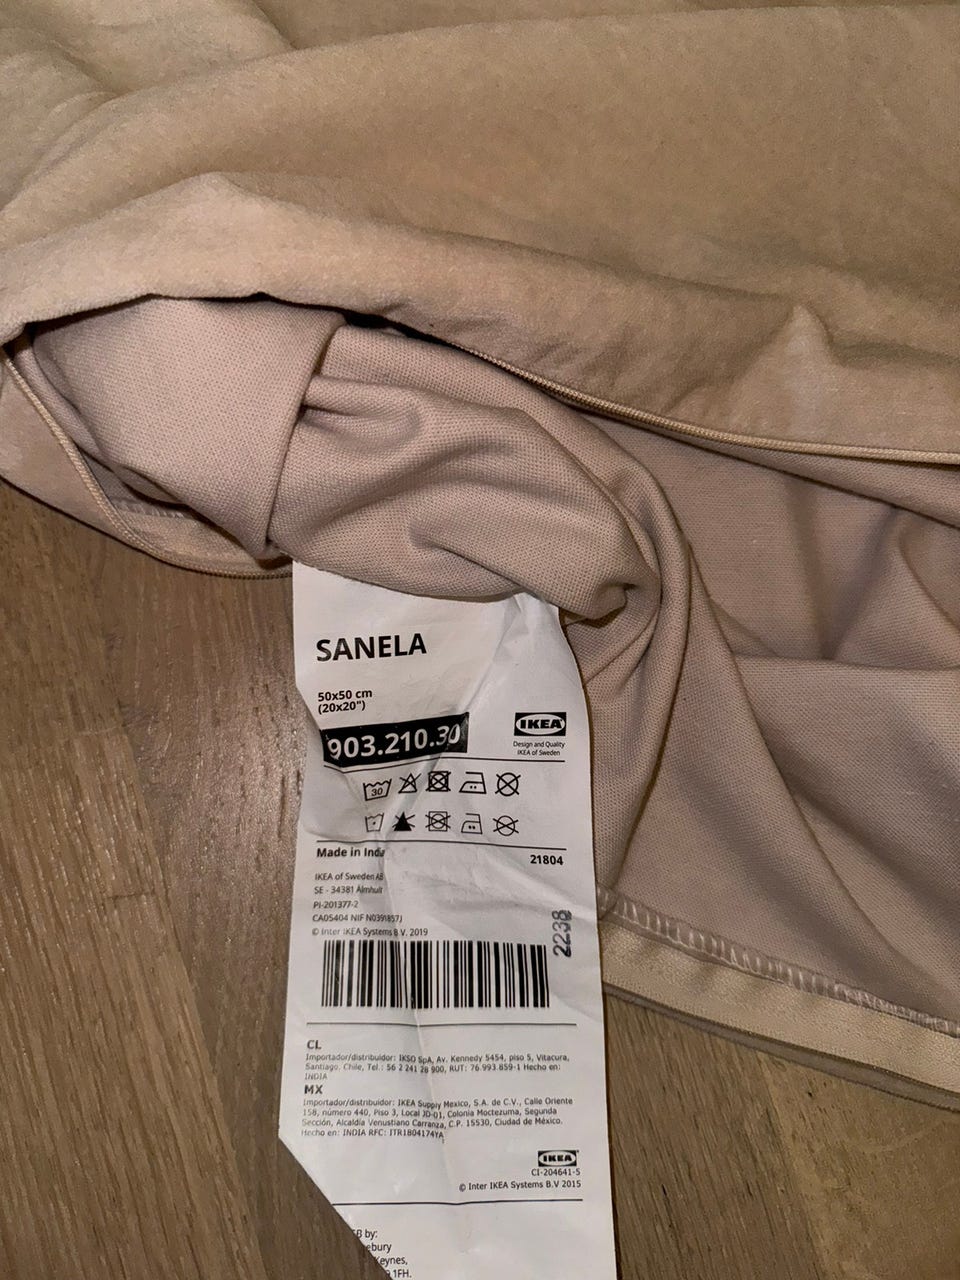 SANELA
50x50 cm
(20x20")
903.210.30
IKEA
Design and Quality
IKEA of Sweden
30
Made in India
21804
IKEA of Sweden AB
SE - 34381 Älmhult
PI-201377-2
CA05404 NIF N0391857J
© Inter IKEA Systems B.V. 2019
2238
CL
Importador/distribuidor: IKSO SpA, Av. Kennedy 5454, piso 5, Vitacura,
Santiago, Chile, Tel.: 56 2 241 28 900, RUT: 76.993.859-1 Hecho en:
INDIA
MX
Importador/distribuidor: IKEA Supply Mexico, S.A. de C.V., Calle Oriente
158, número 440, Piso 3, Local JD-01, Colonia Moctezuma, Segunda
Sección, Alcaldía Venustiano Carranza, C.P. 15530, Ciudad de México.
Hecho en: INDIA RFC: ITR1804174YA
IKEA
CI-204641-5
© Inter IKEA Systems B.V 2015
by:
1FH.